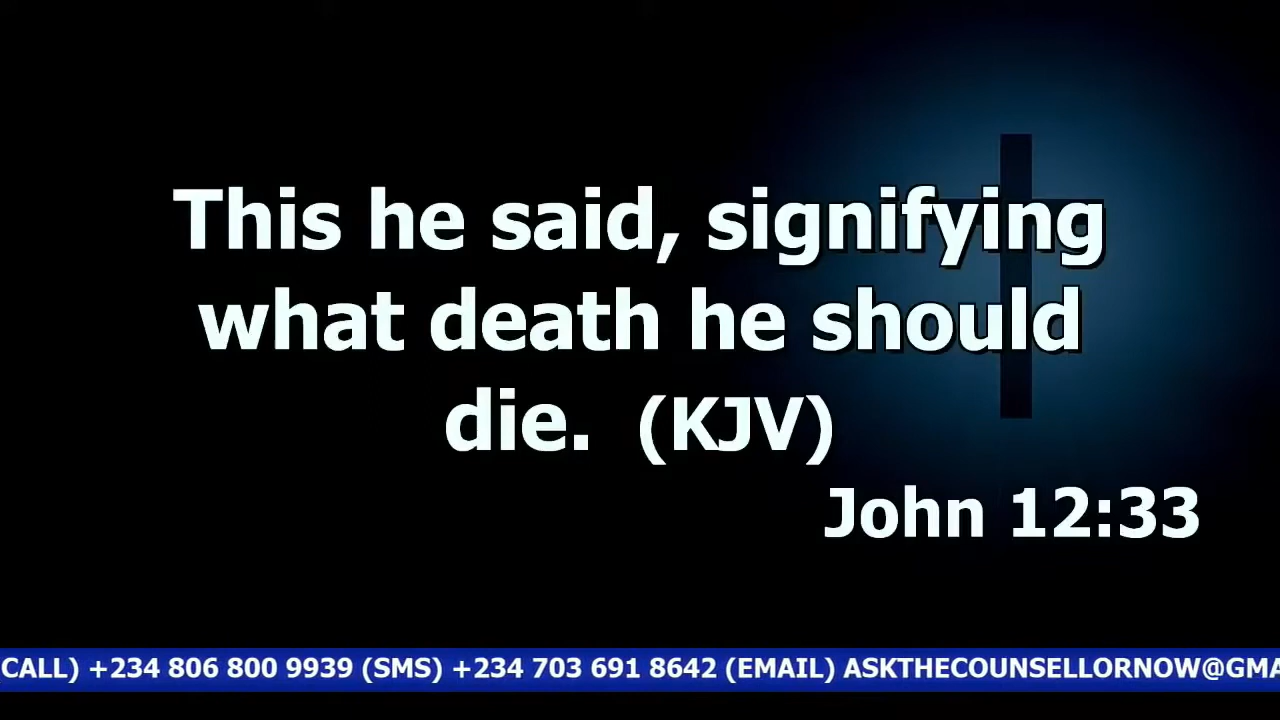 This he said, signifying
what death he should
die. (KJV)
John 12:33
CALL) +234 806 800 9939 (SMS) +234 703 691 8642 (EMAIL) ASKTHECOUNSELLORNOW@GMA